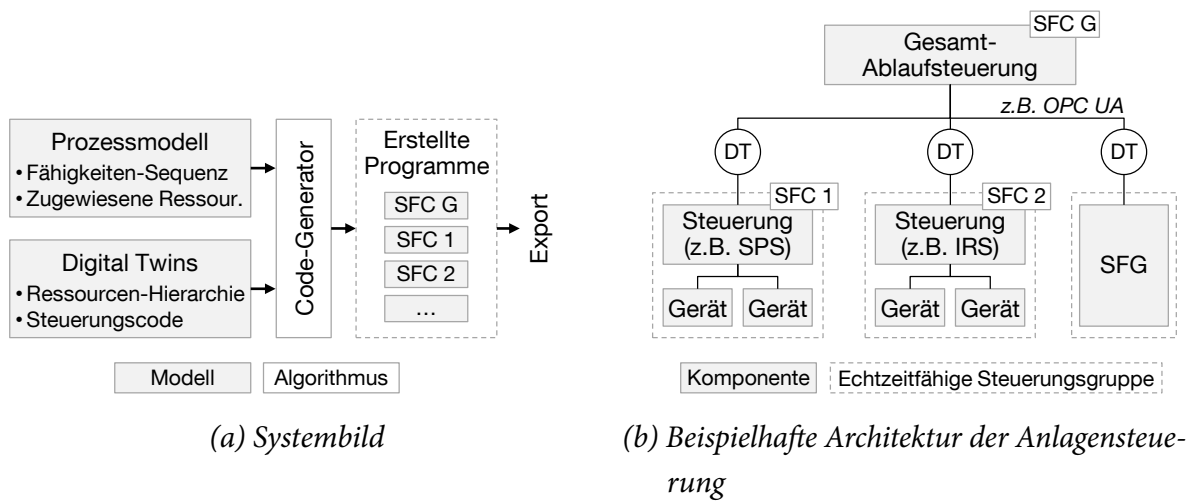 Prozessmodell
• Fähigkeiten-Sequenz
• Zugewiesene Ressour.
Digital Twins
• Ressourcen-Hierarchie
• Steuerungscode
Code-Generator
Erstellte
Programme
SFC G
SFC 1
SFC 2
...
Export
Modell
Algorithmus
(a) Systembild
SFC G
Gesamt-
Ablaufsteuerung
z.B. OPC UA
DT
DT
DT
SFC 1
Steuerung
(z.B. SPS)
Gerät
Gerät
SFC 2
Steuerung
(z.B. IRS)
Gerät
Gerät
SFG
Komponente
Echtzeitfähige Steuerungsgruppe
(b) Beispielhafte Architektur der Anlagensteue-
rung